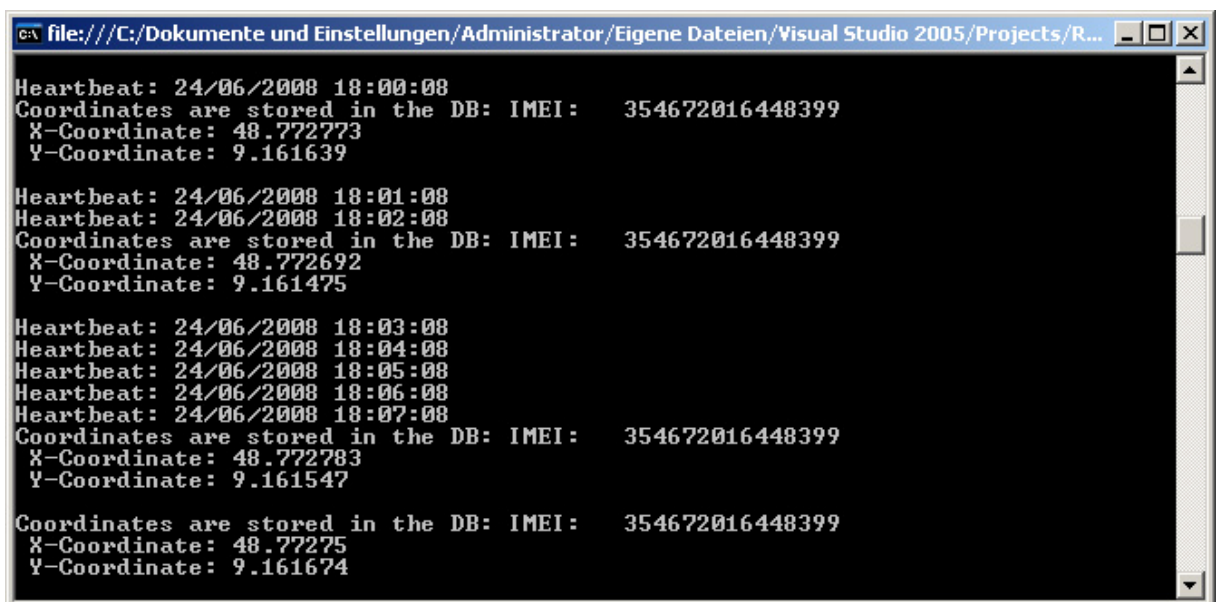 file:///C:/Dokumente und Einstellungen/Administrator/Eigene Dateien/Visual Studio 2005/Projects/R...
Heartbeat: 24/06/2008 18:00:08
Coordinates are stored in the DB: IMEI: 354672016448399
X-Coordinate: 48.772773
Y-Coordinate: 9.161639
Heartbeat: 24/06/2008 18:01:08
Heartbeat: 24/06/2008 18:02:08
Coordinates are stored in the DB: IMEI: 354672016448399
X-Coordinate: 48.772692
Y-Coordinate: 9.161475
Heartbeat: 24/06/2008 18:03:08
Heartbeat: 24/06/2008 18:04:08
Heartbeat: 24/06/2008 18:05:08
Heartbeat: 24/06/2008 18:06:08
Heartbeat: 24/06/2008 18:07:08
Coordinates are stored in the DB: IMEI: 354672016448399
X-Coordinate: 48.772783
Y-Coordinate: 9.161547
Coordinates are stored in the DB: IMEI: 354672016448399
X-Coordinate: 48.77275
Y-Coordinate: 9.161674